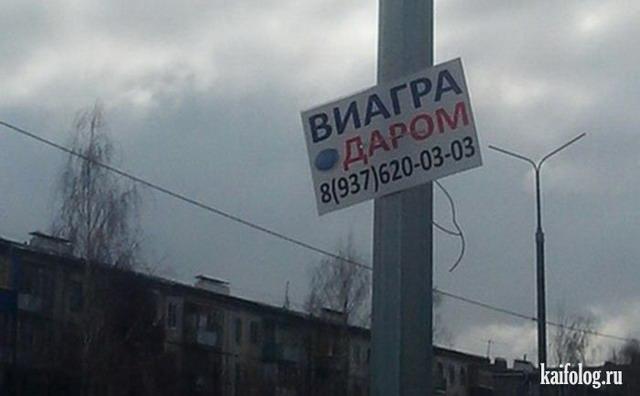 ВИАГРА
ДАРОМ
8(937)620-03-03
kaifolog.ru